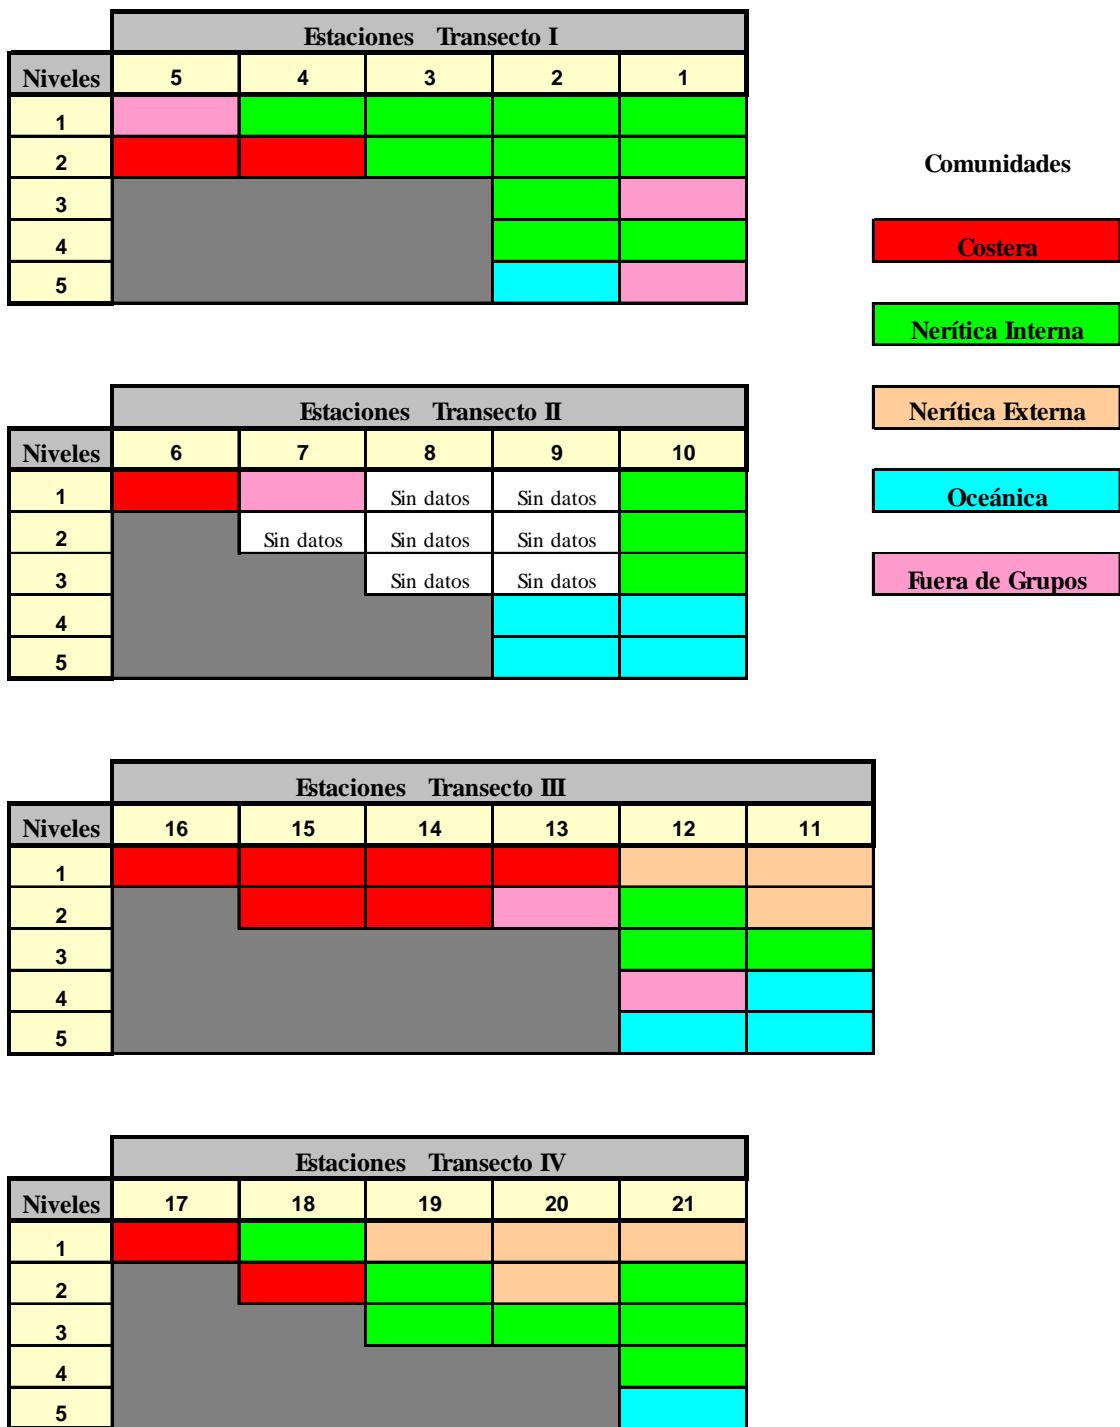 Estaciones Transecto I
Niveles 5 4 3 2 1
1
2
3
4
5
Comunidades
Costera
Nerítica Interna
Nerítica Externa
Oceánica
Fuera de Grupos
Estaciones Transecto II
Niveles 6 7 8 9 10
1 Sin datos Sin datos
2 Sin datos Sin datos Sin datos
3 Sin datos Sin datos
4
5
Estaciones Transecto III
Niveles 16 15 14 13 12 11
1
2
3
4
5
Estaciones Transecto IV
Niveles 17 18 19 20 21
1
2
3
4
5